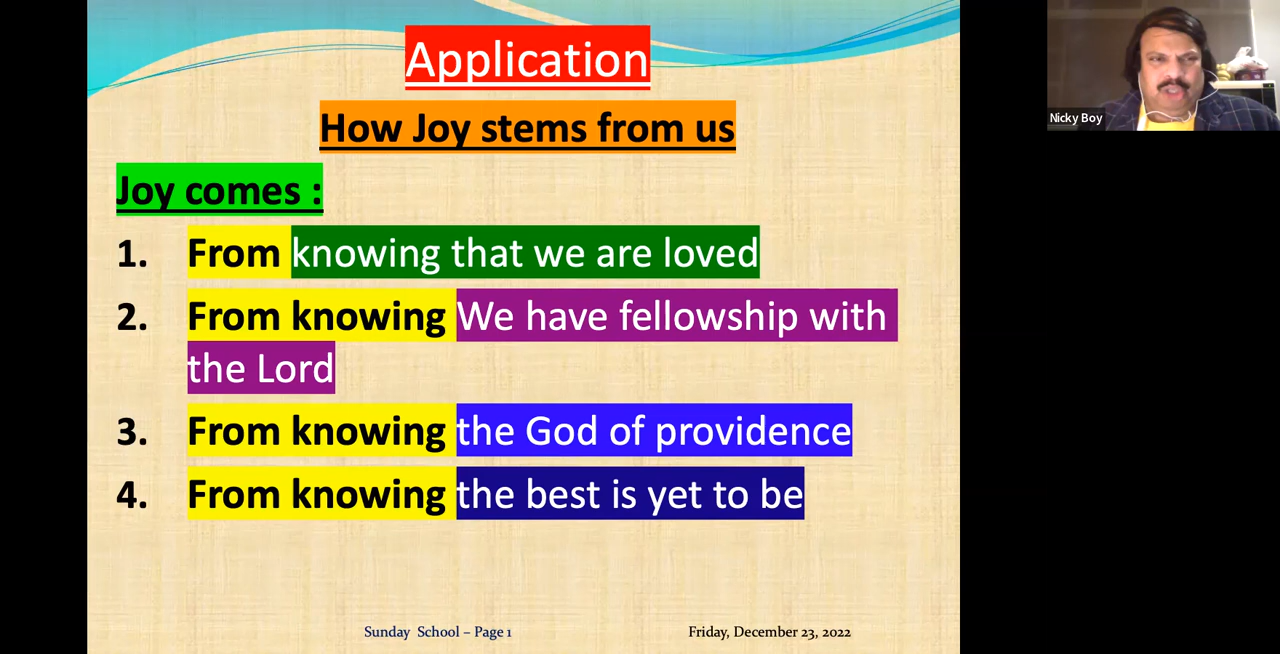 Application
How Joy stems from us
Joy comes :
1. From knowing that we are loved
2. From knowing We have fellowship with
the Lord
3. From knowing the God of providence
4. From knowing the best is yet to be
Sunday School – Page 1
Friday, December 23, 2022
Nicky Boy